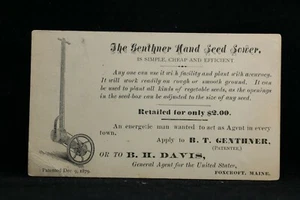 The Genthner Hand Seed Sower.
IS SIMPLE, CHEAP AND EFFICIENT
Any one can use it with facility and plant with accuracy.
It will work readily on rough or smooth ground. It can
be used to plant all kinds of vegetable seeds, as the openings
in the seed-box can be adjusted to the size of any seed.
Retailed for only $2.00.
An energetic man wanted to act as Agent in every
town.
Apply to B. T. GENTHNER,
(PATENTEE,)
OR TO B. H. DAVIS,
General Agent for the United States,
FOXCROFT, MAINE.
Patented Dec. 9, 1879.